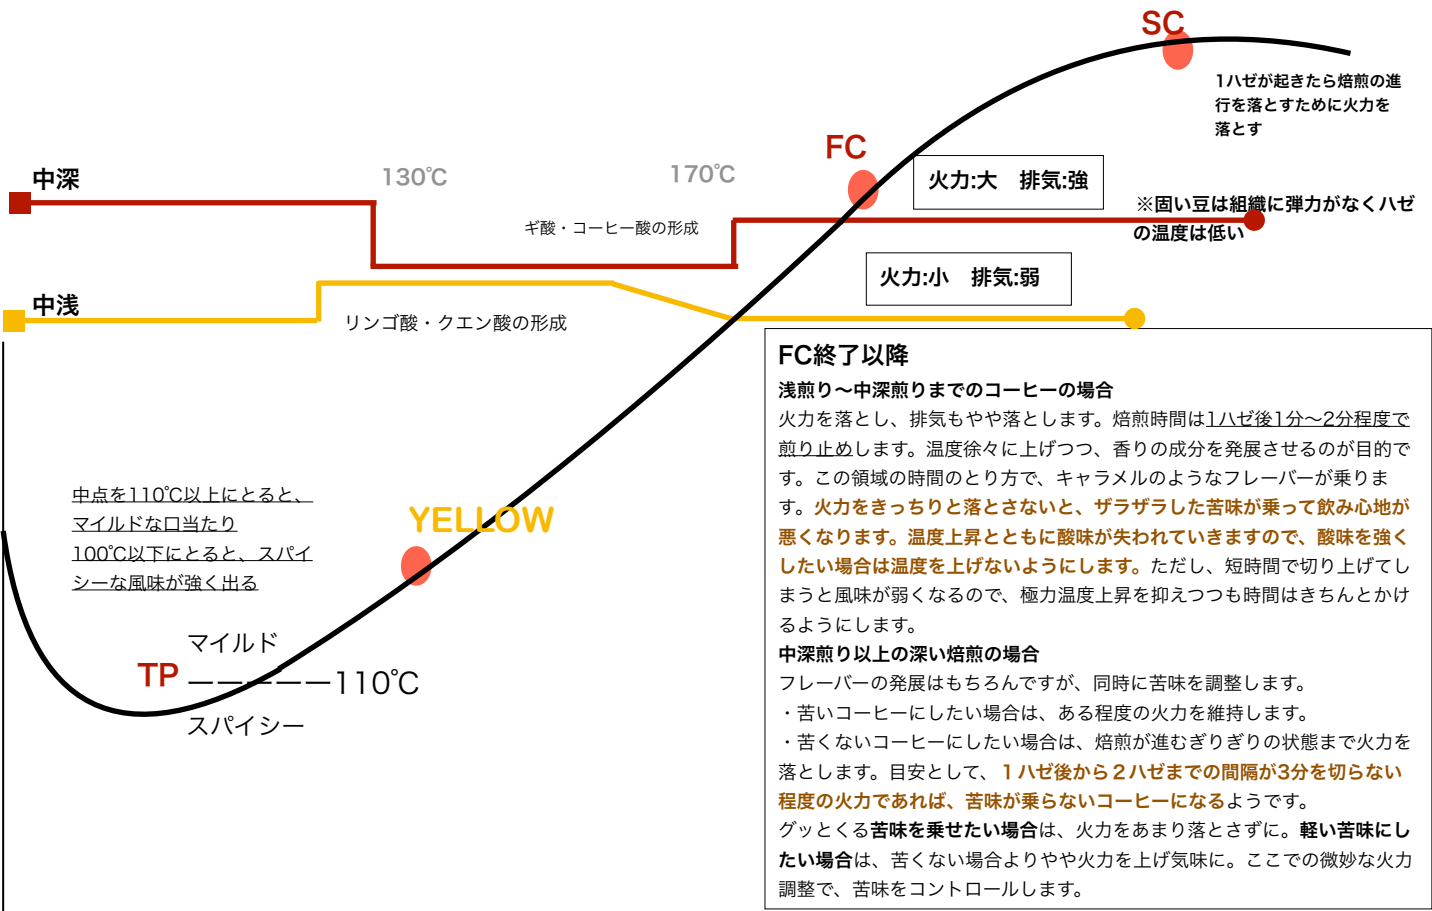 SC
1ハゼが起きたら焙煎の進
行を落とすために火力を
落とす
FC
中深
130℃
170℃
火力:大　排気:強
※固い豆は組織に弾力がなくハゼ
の温度は低い
ギ酸・コーヒー酸の形成
火力:小　排気:弱
中浅
リンゴ酸・クエン酸の形成
中点を110℃以上にとると、
マイルドな口当たり
100℃以下にとると、スパイ
シーな風味が強く出る
YELLOW
マイルド
TP －－－－－110℃
スパイシー
FC終了以降
浅煎り〜中深煎りまでのコーヒーの場合
火力を落とし、排気もやや落とします。焙煎時間は1ハゼ後1分〜2分程度で
煎り止めします。温度徐々に上げつつ、香りの成分を発展させるのが目的で
す。この領域の時間のとり方で、キャラメルのようなフレーバーが乗りま
す。火力をきっちりと落とさないと、ザラザラした苦味が乗って飲み心地が
悪くなります。温度上昇とともに酸味が失われていきますので、酸味を強く
したい場合は温度を上げないようにします。ただし、短時間で切り上げてし
まうと風味が弱くなるので、極力温度上昇を抑えつつも時間はきちんとかけ
るようにします。
中深煎り以上の深い焙煎の場合
フレーバーの発展はもちろんですが、同時に苦味を調整します。
・苦いコーヒーにしたい場合は、ある程度の火力を維持します。
・苦くないコーヒーにしたい場合は、焙煎が進むぎりぎりの状態まで火力を
落とします。目安として、１ハゼ後から２ハゼまでの間隔が3分を切らない
程度の火力であれば、苦味が乗らないコーヒーになるようです。
グッとくる苦味を乗せたい場合は、火力をあまり落とさずに。軽い苦味にし
たい場合は、苦くない場合よりやや火力を上げ気味に。ここでの微妙な火力
調整で、苦味をコントロールします。